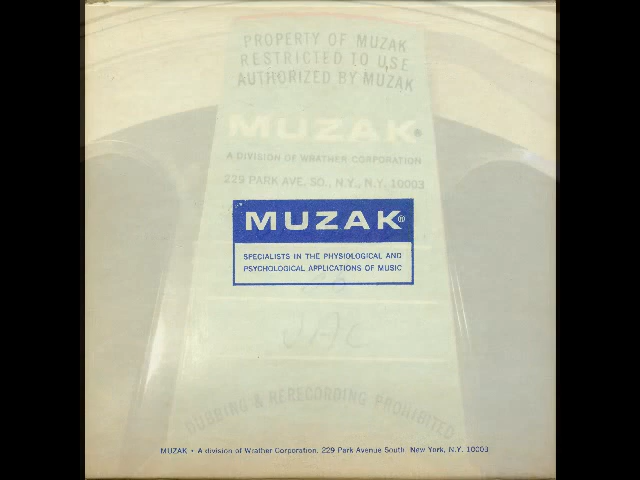 PROPERTY OF MUZAK
RESTRICTED TO USE
AUTHORIZED BY MUZAK
MUZAK®
A DIVISION OF WRATHER CORPORATION
229 PARK AVE. SO., N.Y., N.Y. 10003
MUZAK®
SPECIALISTS IN THE PHYSIOLOGICAL AND
PSYCHOLOGICAL APPLICATIONS OF MUSIC
DUBBING & RERECORDING PROHIBITED
MUZAK • A division of Wrather Corporation, 229 Park Avenue South New York, N.Y. 10003